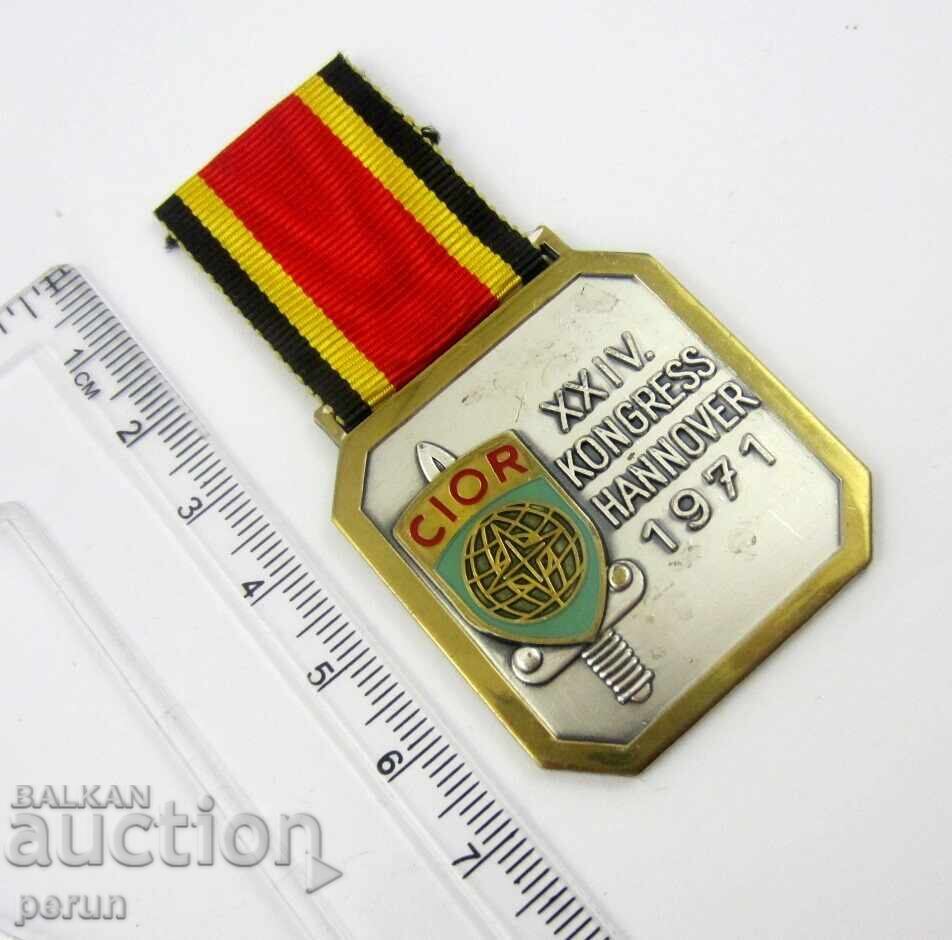 XXIV.
KONGRESS
HANNOVER
1971
CIOR
1 CM
2
3
4
5
6
7
BALKAN
auction
perun